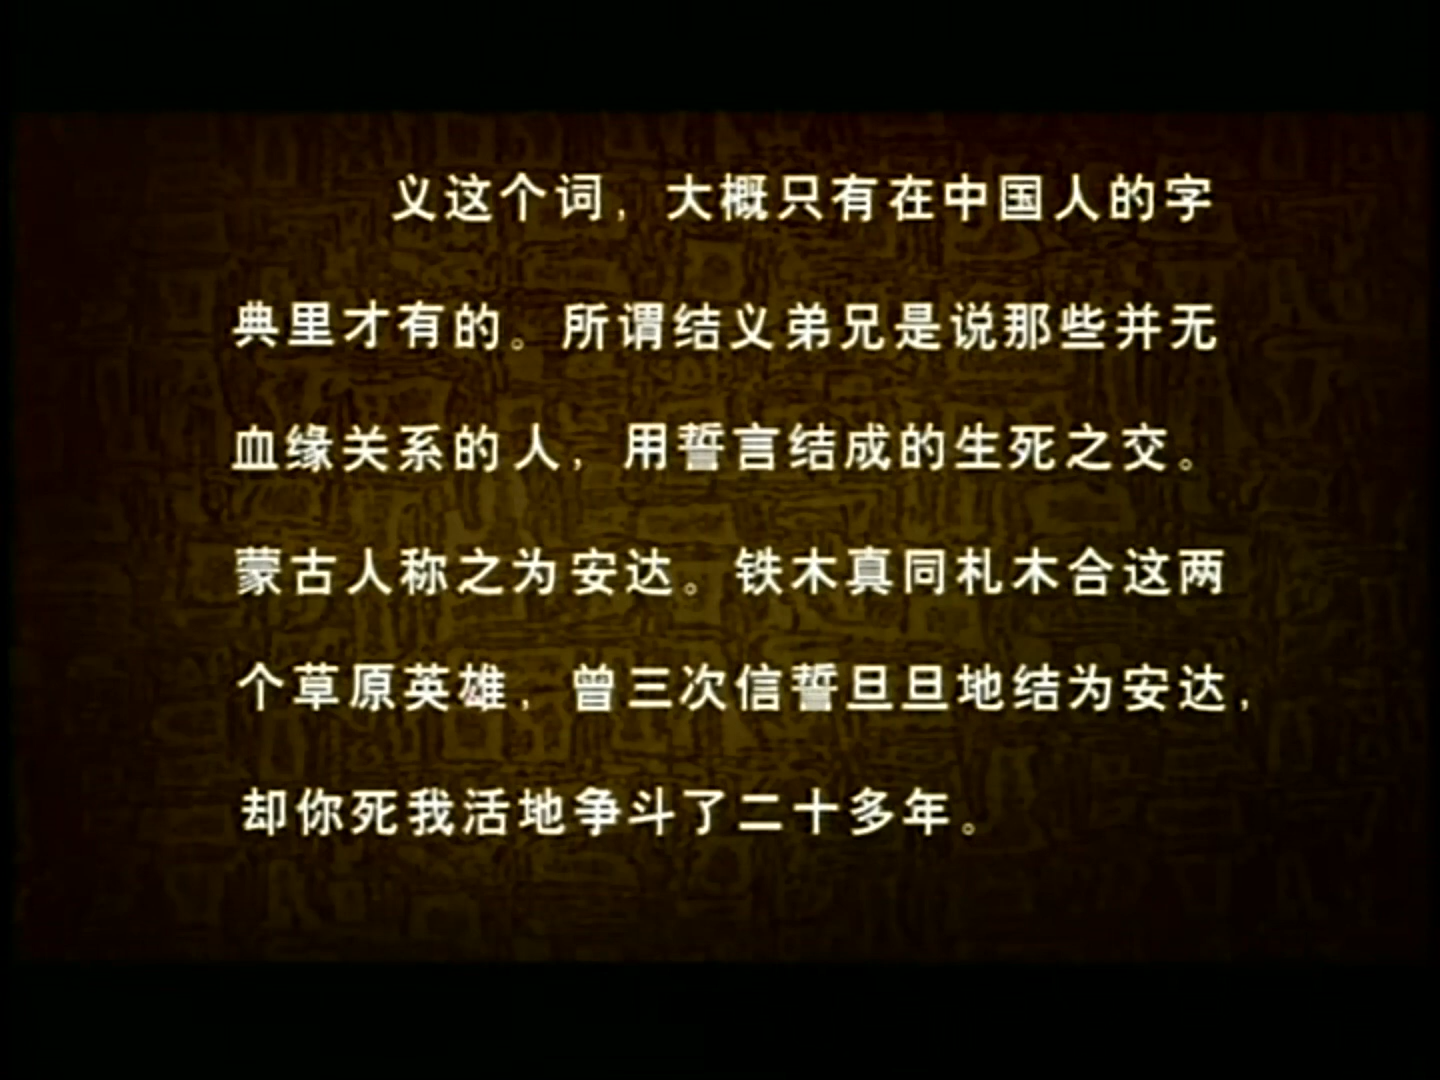 义这个词，大概只有在中国人的字
典里才有的。所谓结义弟兄是说那些并无
血缘关系的人，用誓言结成的生死之交。
蒙古人称之为安达。铁木真同札木合这两
个草原英雄，曾三次信誓旦旦地结为安达，
却你死我活地争斗了二十多年。